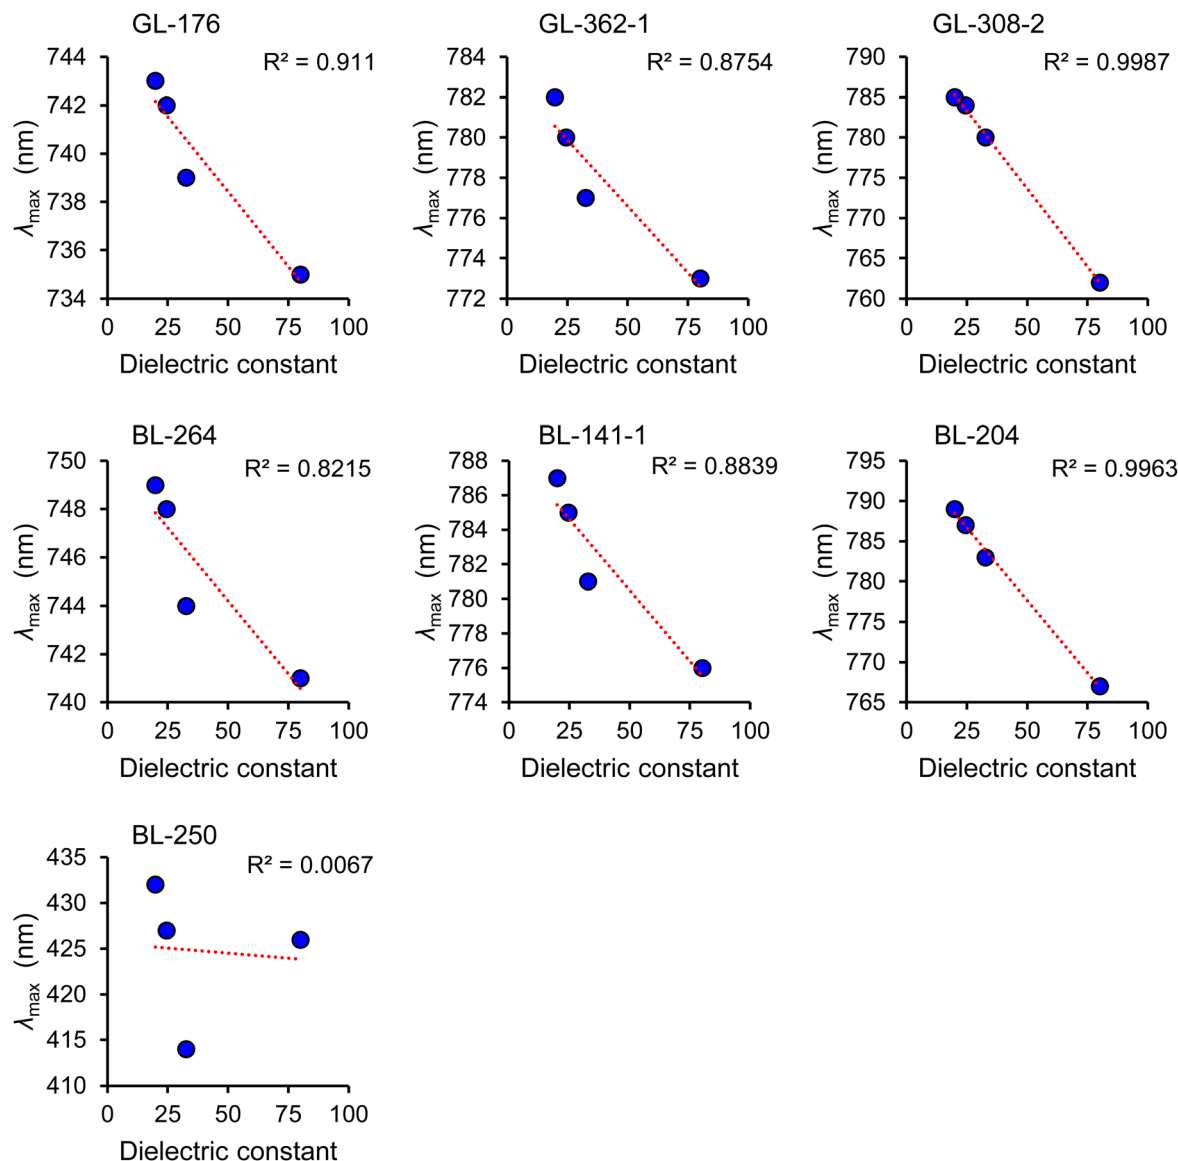 GL-176
R² = 0.911
744
742
740
738
736
734
λmax (nm)
0 25 50 75 100
Dielectric constant
GL-362-1
R² = 0.8754
784
782
780
778
776
774
772
λmax (nm)
0 25 50 75 100
Dielectric constant
GL-308-2
R² = 0.9987
790
785
780
775
770
765
760
λmax (nm)
0 25 50 75 100
Dielectric constant
BL-264
R² = 0.8215
750
748
746
744
742
740
λmax (nm)
0 25 50 75 100
Dielectric constant
BL-141-1
R² = 0.8839
788
786
784
782
780
778
776
774
λmax (nm)
0 25 50 75 100
Dielectric constant
BL-204
R² = 0.9963
795
790
785
780
775
770
765
λmax (nm)
0 25 50 75 100
Dielectric constant
BL-250
R² = 0.0067
435
430
425
420
415
410
λmax (nm)
0 25 50 75 100
Dielectric constant